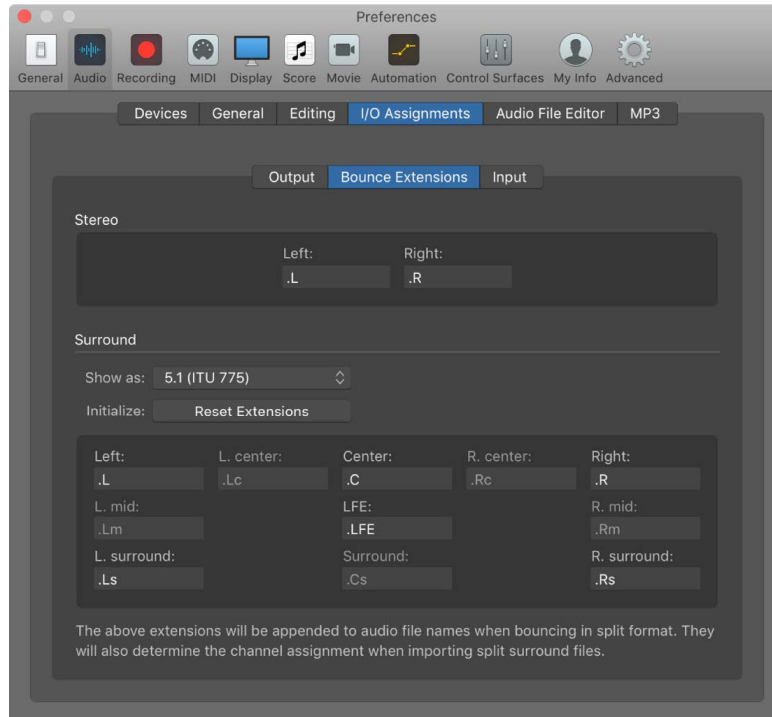 Preferences
General Audio Recording MIDI Display Score Movie Automation Control Surfaces My Info Advanced
Devices General Editing I/O Assignments Audio File Editor MP3
Output Bounce Extensions Input
Stereo
Left: Right:
.L .R
Surround
Show as: 5.1 (ITU 775)
Initialize: Reset Extensions
Left: L. center: Center: R. center: Right:
.L .Lc .C .Rc .R
L. mid: LFE: R. mid:
.Lm .LFE .Rm
L. surround: Surround: R. surround:
.Ls .Cs .Rs
The above extensions will be appended to audio file names when bouncing in split format. They
will also determine the channel assignment when importing split surround files.